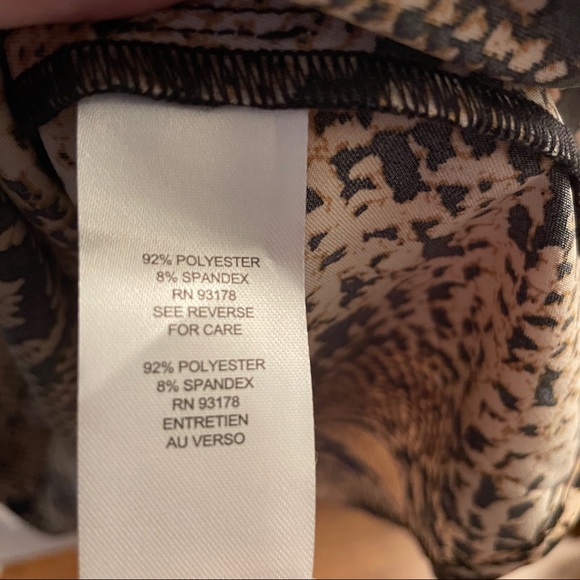 92% POLYESTER
8% SPANDEX
RN 93178
SEE REVERSE
FOR CARE
92% POLYESTER
8% SPANDEX
RN 93178
ENTRETIEN
AU VERSO